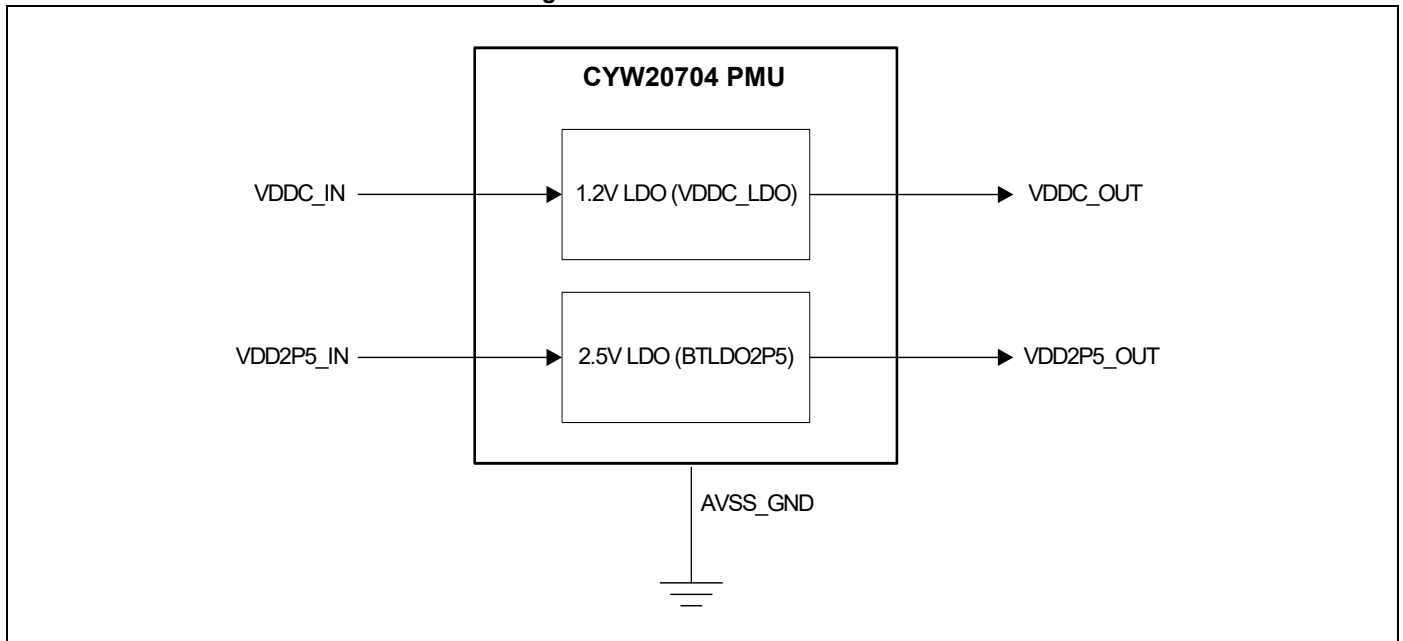 CYW20704 PMU
VDDC_IN
1.2V LDO (VDDC_LDO)
VDDC_OUT
VDD2P5_IN
2.5V LDO (BTLDO2P5)
VDD2P5_OUT
AVSS_GND